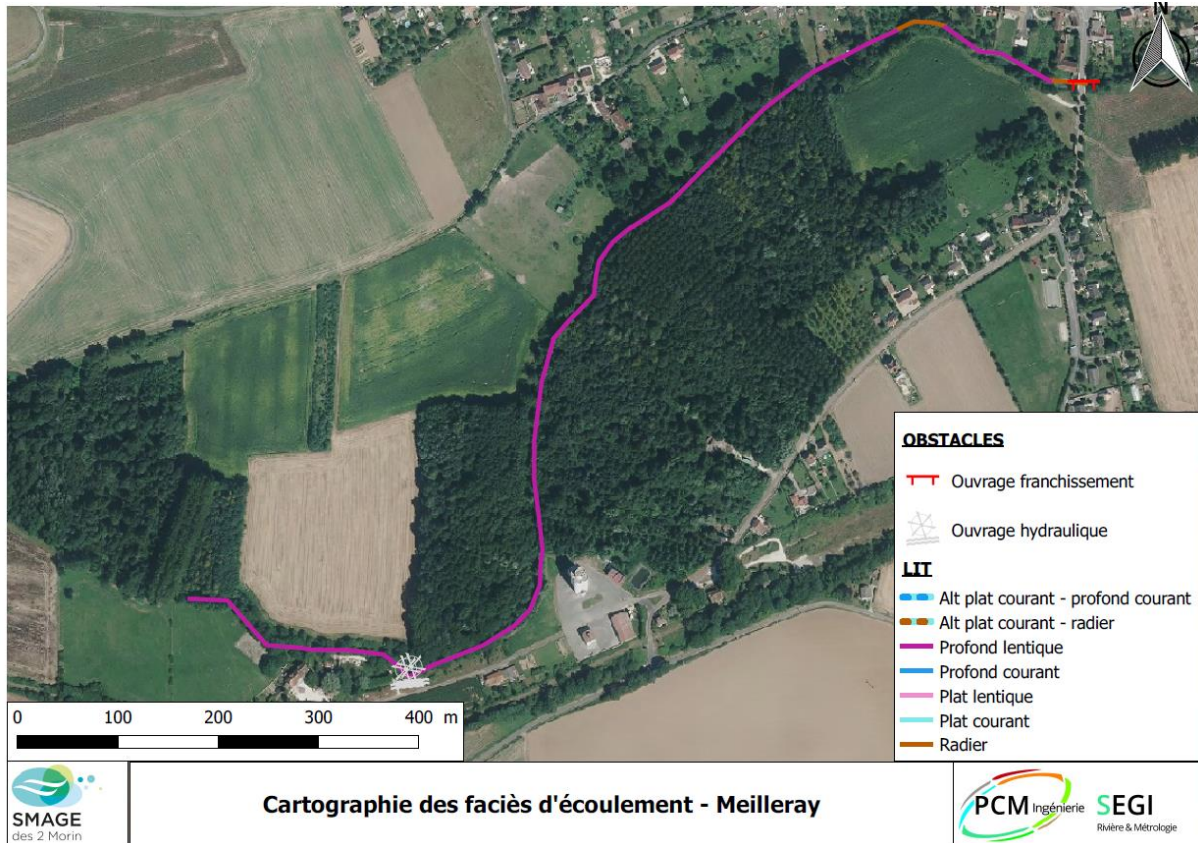 N
OBSTACLES
Ouvrage franchissement
Ouvrage hydraulique
LIT
Alt plat courant - profond courant
Alt plat courant - radier
Profond lentique
Profond courant
Plat lentique
Plat courant
Radier
0 100 200 300 400 m
SMAGE
des 2 Morin
Cartographie des faciès d'écoulement - Meilleray
PCM Ingénierie
SEGI
Rivière & Métrologie